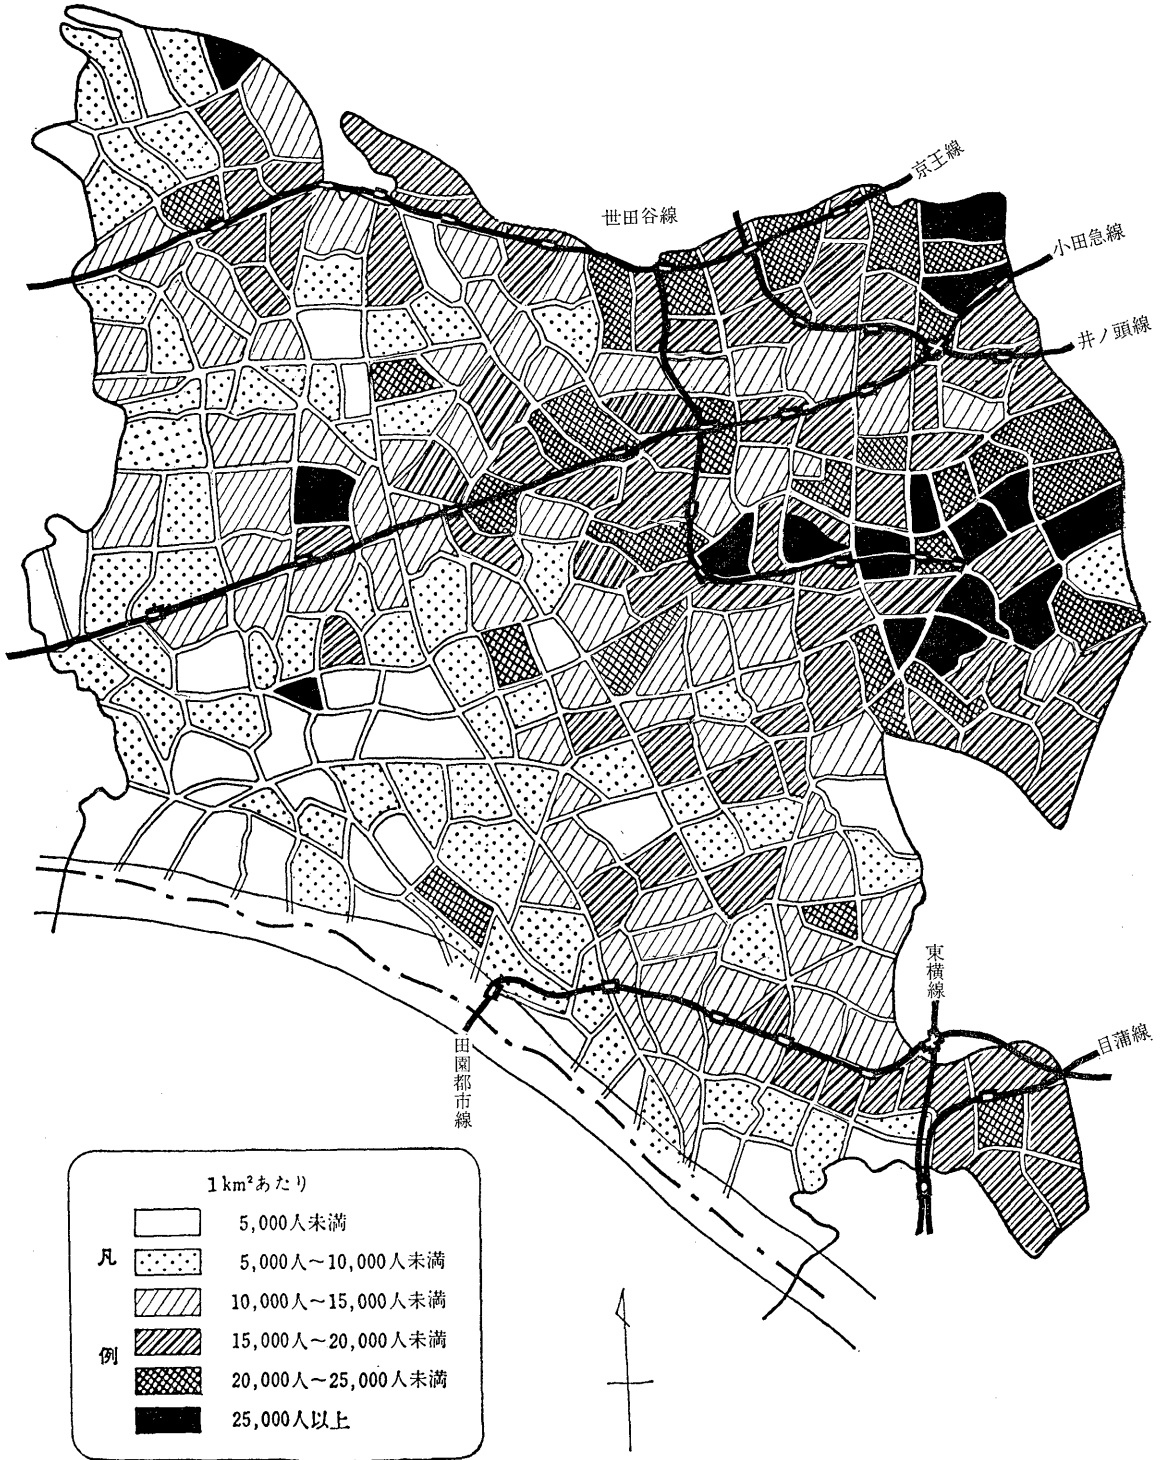 京王線
世田谷線
小田急線
井ノ頭線
東横線
目蒲線
田園都市線
1km²あたり
凡例
5,000人未満
5,000人〜10,000人未満
10,000人〜15,000人未満
15,000人〜20,000人未満
20,000人〜25,000人未満
25,000人以上